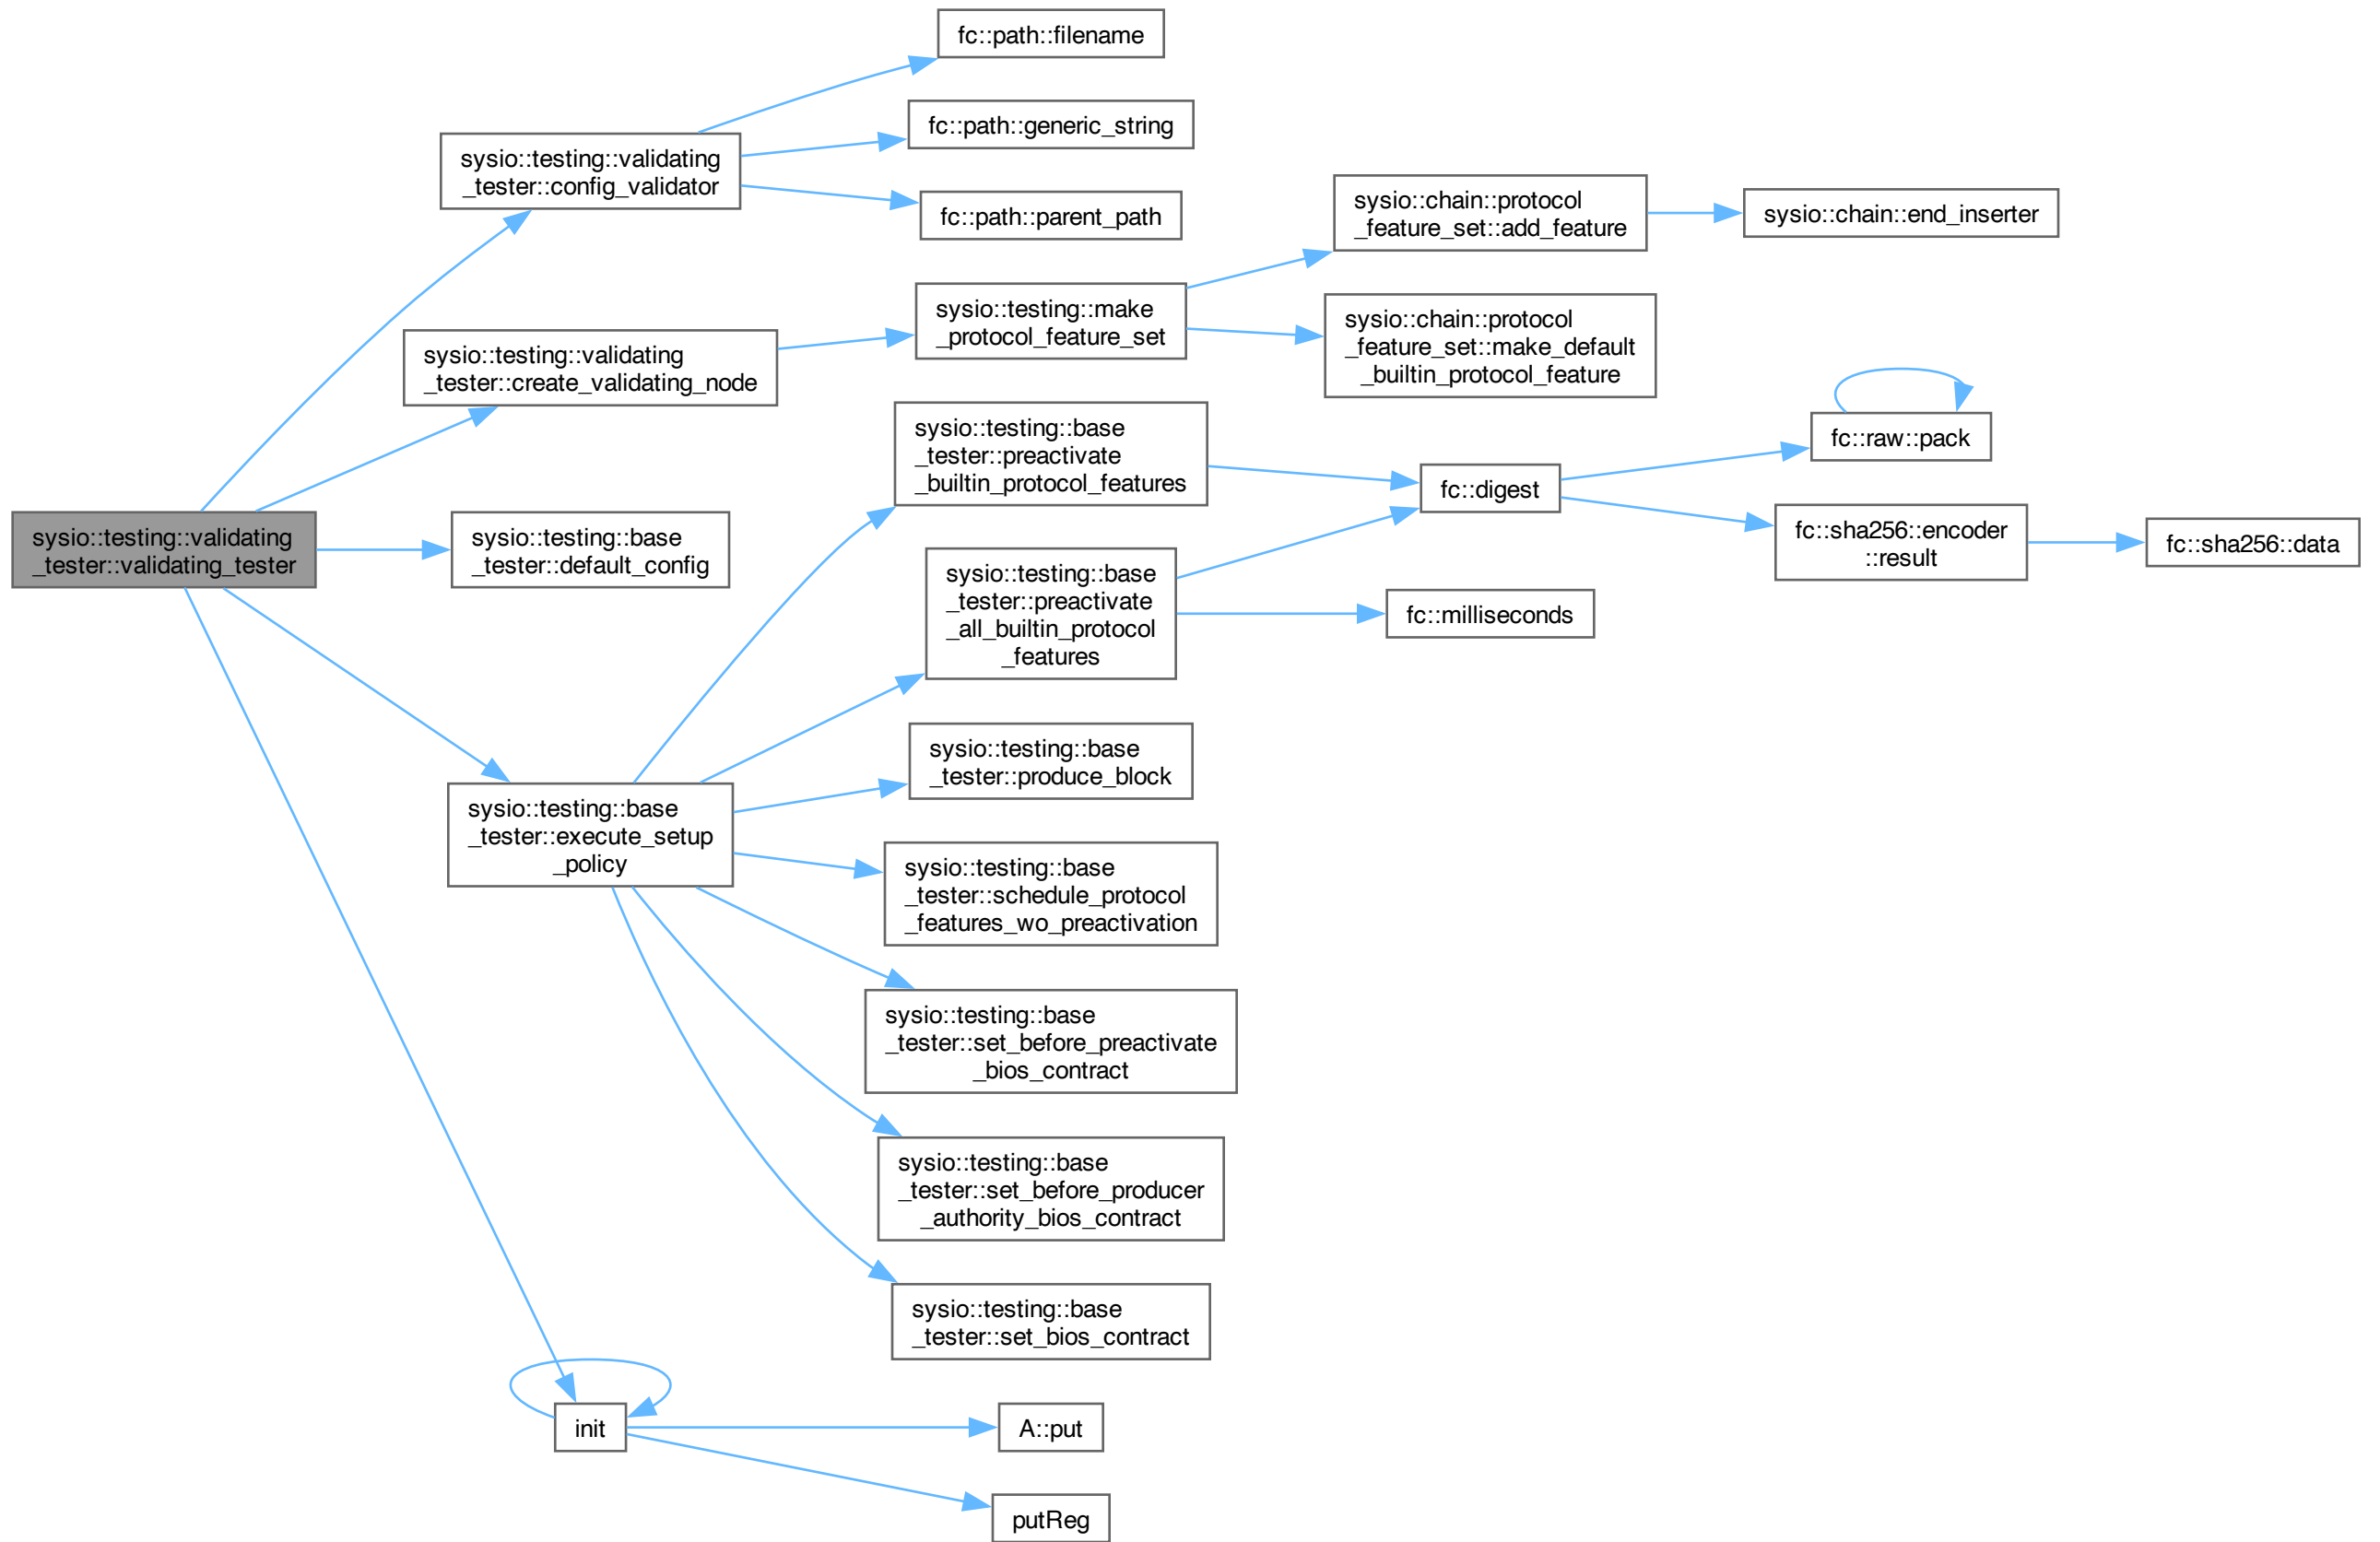 fc::path::filename
fc::path::generic_string
sysio::testing::validating
_tester::config_validator
fc::path::parent_path
sysio::chain::protocol
_feature_set::add_feature
sysio::chain::end_inserter
sysio::testing::make
_protocol_feature_set
sysio::chain::protocol
_feature_set::make_default
_builtin_protocol_feature
sysio::testing::validating
_tester::create_validating_node
sysio::testing::base
_tester::preactivate
_builtin_protocol_features
fc::raw::pack
fc::digest
sysio::testing::validating
_tester::validating_tester
sysio::testing::base
_tester::default_config
fc::sha256::encoder
::result
fc::sha256::data
sysio::testing::base
_tester::preactivate
_all_builtin_protocol
_features
fc::milliseconds
sysio::testing::base
_tester::produce_block
sysio::testing::base
_tester::execute_setup
_policy
sysio::testing::base
_tester::schedule_protocol
_features_wo_preactivation
sysio::testing::base
_tester::set_before_preactivate
_bios_contract
sysio::testing::base
_tester::set_before_producer
_authority_bios_contract
sysio::testing::base
_tester::set_bios_contract
init
A::put
putReg